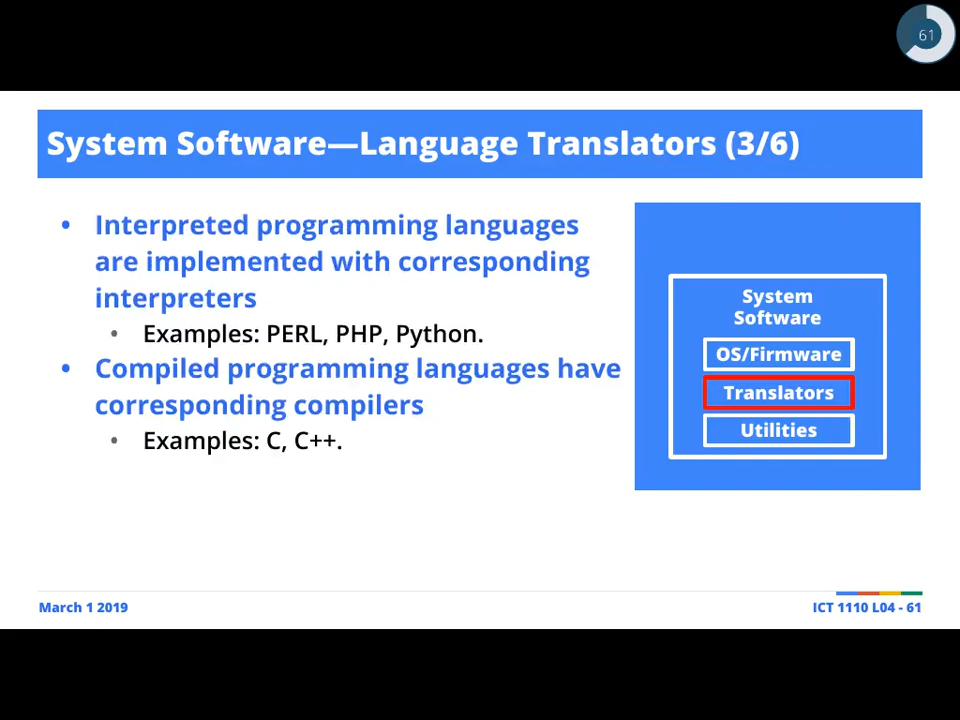 61
System Software—Language Translators (3/6)
• Interpreted programming languages
are implemented with corresponding
interpreters
• Examples: PERL, PHP, Python.
• Compiled programming languages have
corresponding compilers
• Examples: C, C++.
System
Software
OS/Firmware
Translators
Utilities
March 1 2019
ICT 1110 L04 - 61